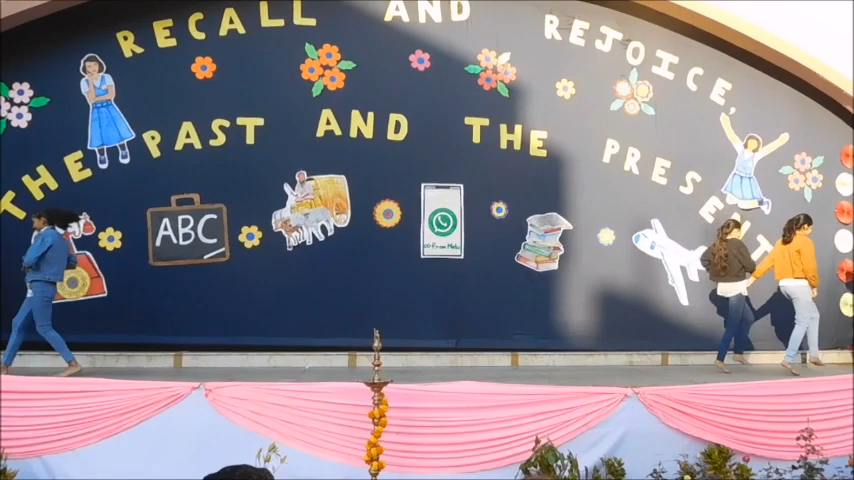 RECALL AND REJOICE,
THE PAST AND THE PRESENT
ABC